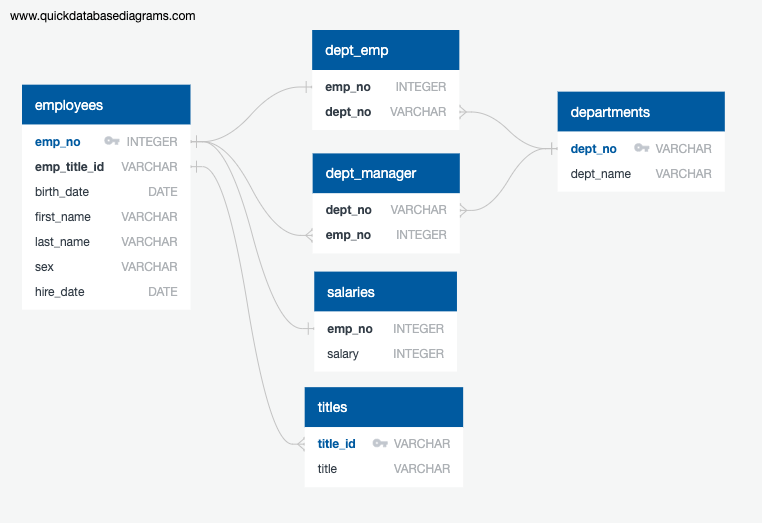 www.quickdatabasediagrams.com
employees
emp_no INTEGER
emp_title_id VARCHAR
birth_date DATE
first_name VARCHAR
last_name VARCHAR
sex VARCHAR
hire_date DATE
dept_emp
emp_no INTEGER
dept_no VARCHAR
dept_manager
dept_no VARCHAR
emp_no INTEGER
salaries
emp_no INTEGER
salary INTEGER
titles
title_id VARCHAR
title VARCHAR
departments
dept_no VARCHAR
dept_name VARCHAR